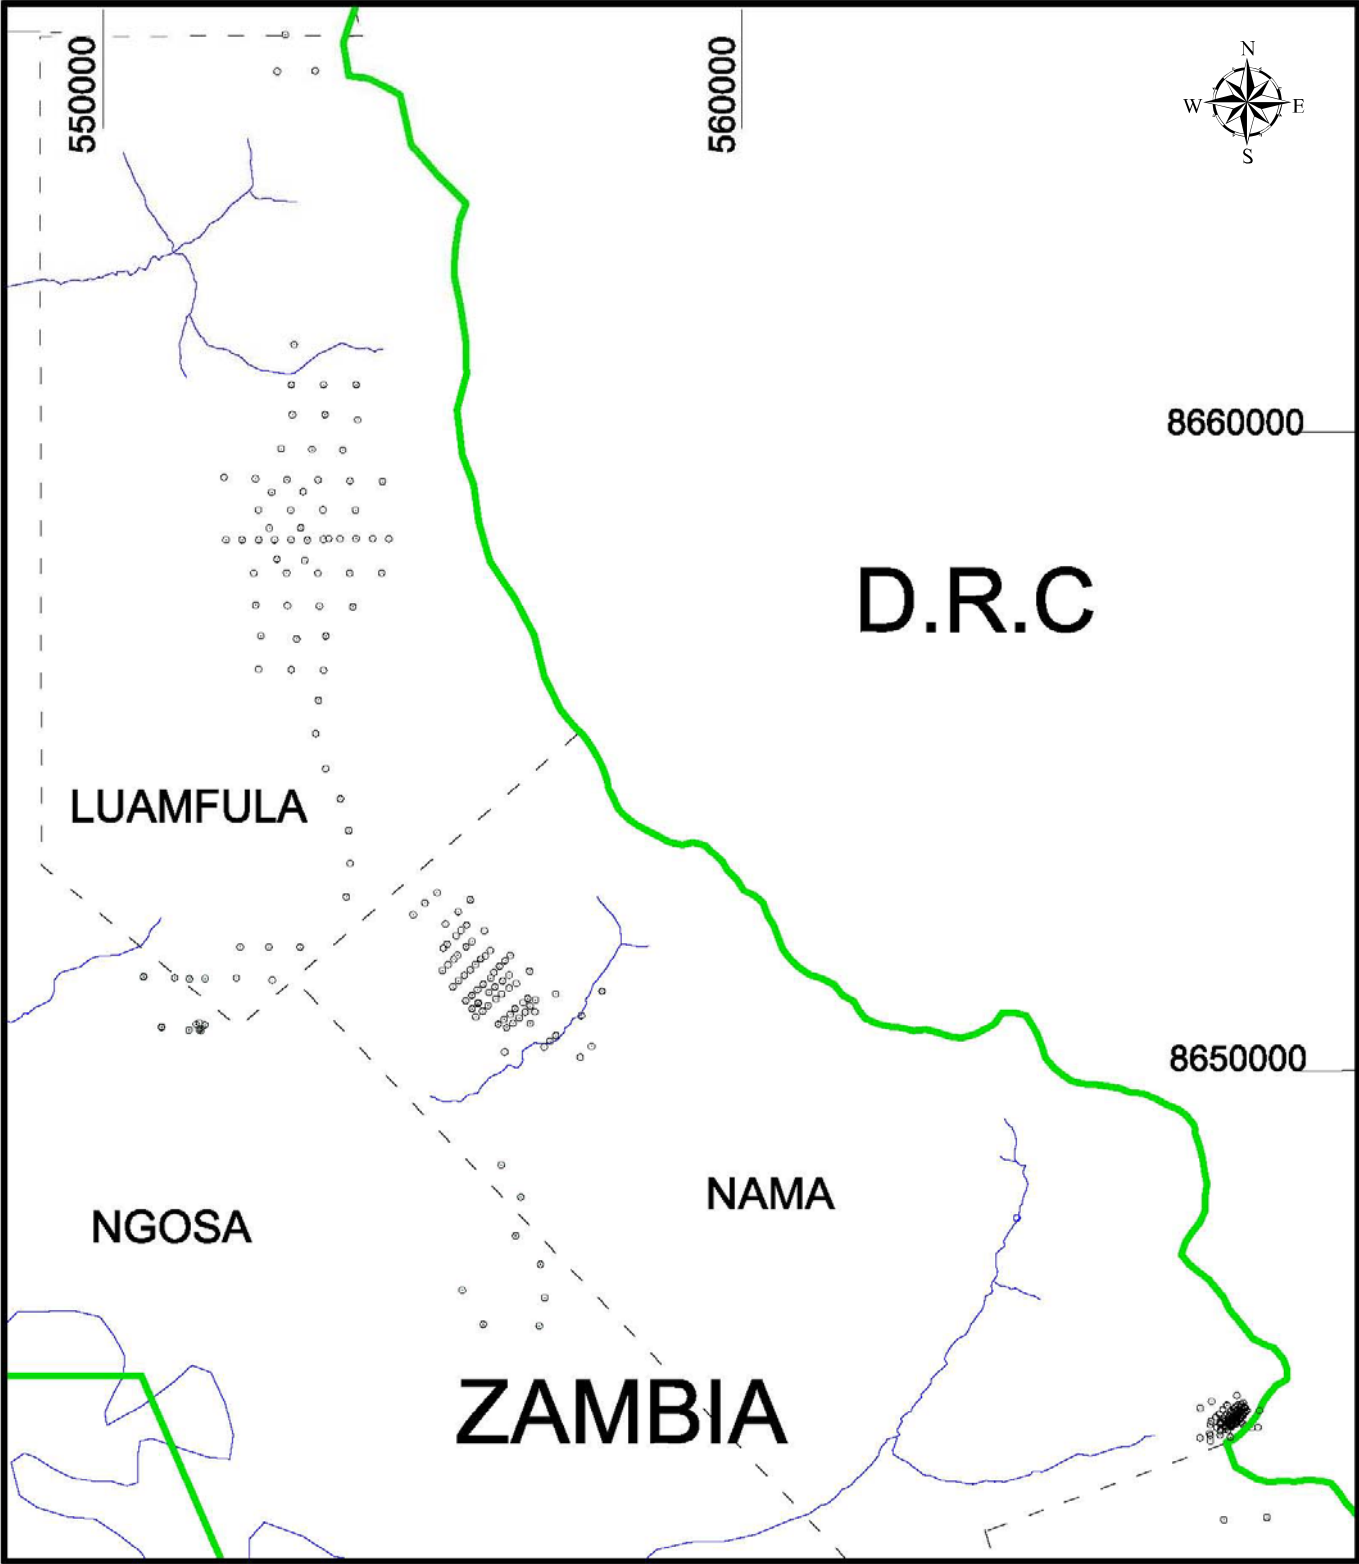 550000
560000
N
W
E
S
8660000
D.R.C
LUAMFULA
8650000
NAMA
NGOSA
ZAMBIA